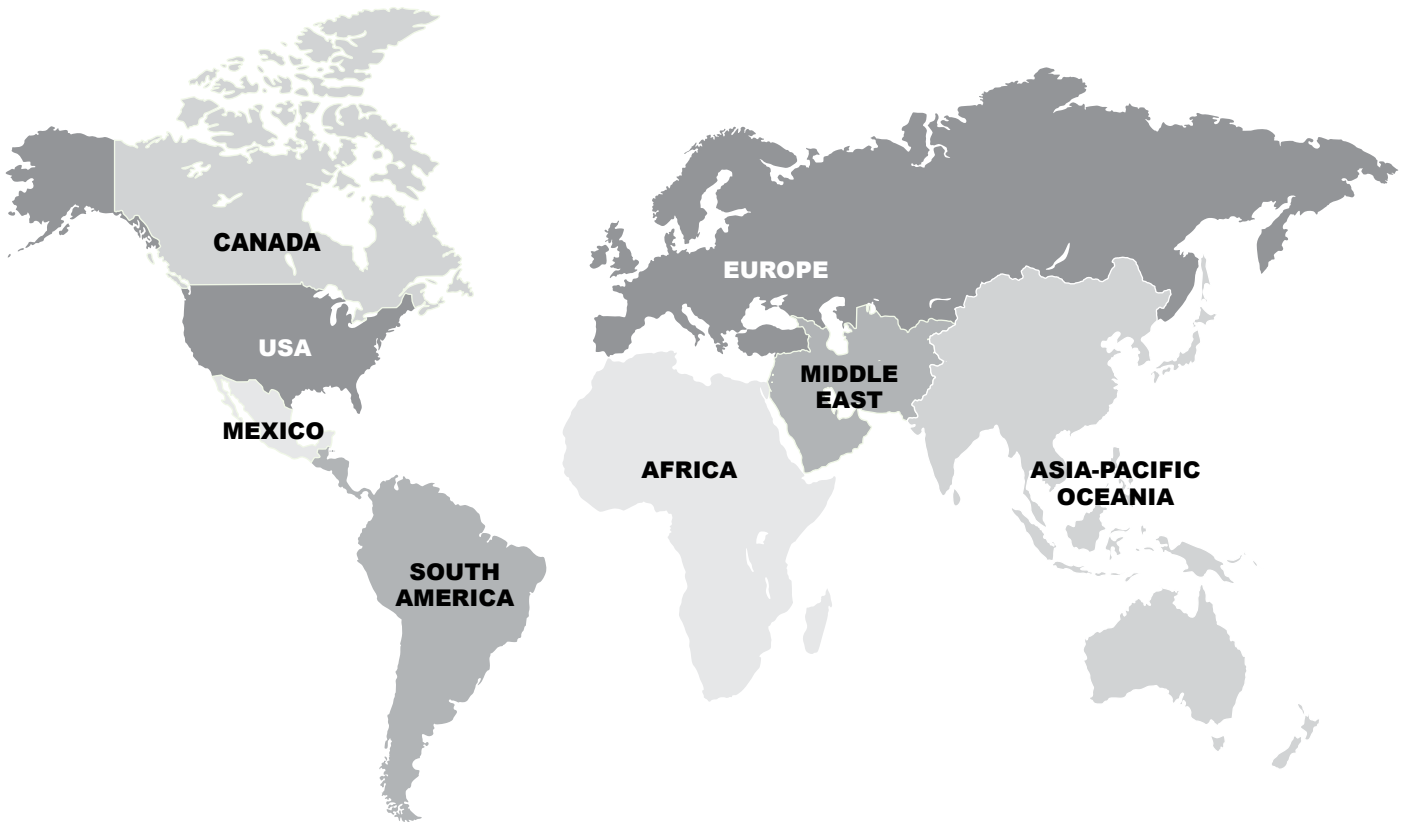 CANADA
EUROPE
USA
MIDDLE
EAST
MEXICO
AFRICA
ASIA-PACIFIC
OCEANIA
SOUTH
AMERICA